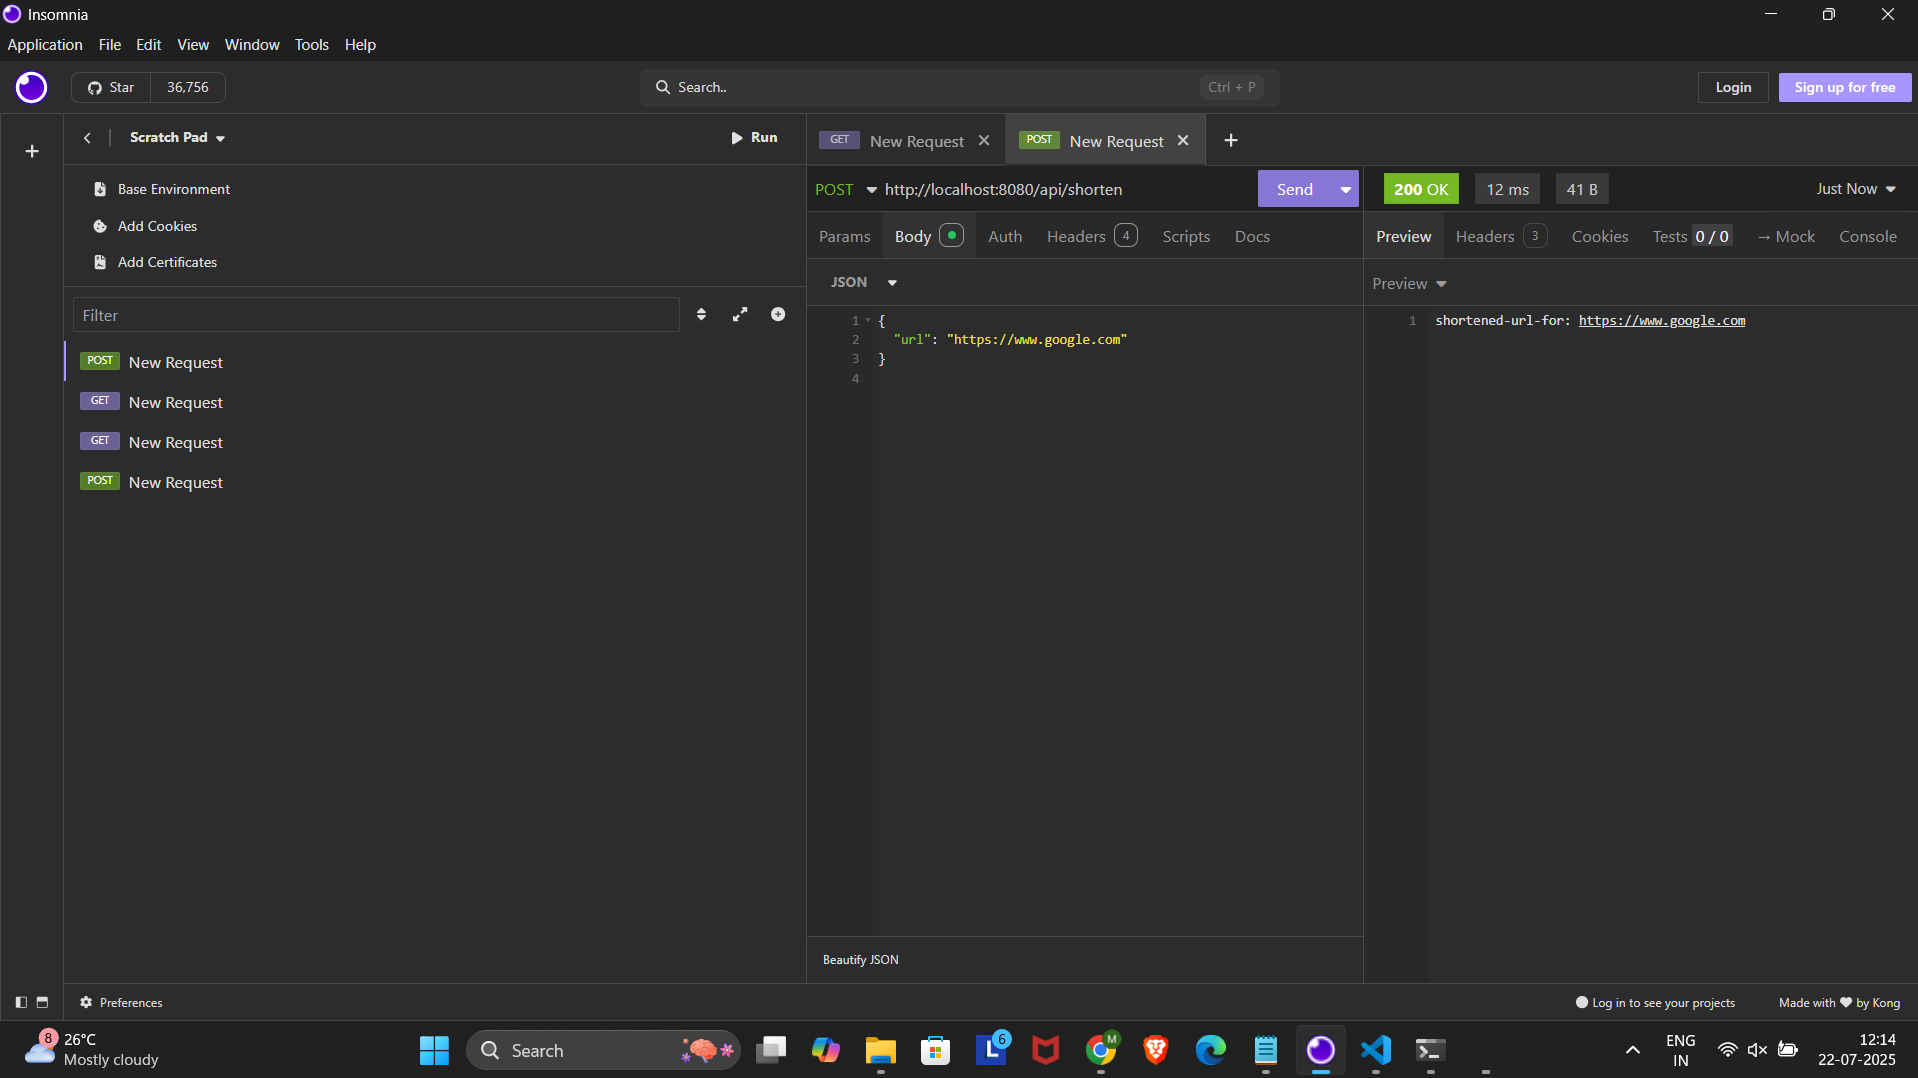 Insomnia
Application File Edit View Window Tools Help
Star 36,756
Search.. Ctrl + P
Login Sign up for free
Scratch Pad
Run
Base Environment
Add Cookies
Add Certificates
Filter
POST New Request
GET New Request
GET New Request
POST New Request
GET New Request
POST New Request
POST http://localhost:8080/api/shorten Send
Params Body Auth Headers 4 Scripts Docs
JSON
1 {
2 "url": "https://www.google.com"
3 }
4
Beautify JSON
200 OK 12 ms 41 B Just Now
Preview Headers 3 Cookies Tests 0 / 0 → Mock Console
Preview
1 shortened-url-for: https://www.google.com
Preferences
Log in to see your projects
Made with by Kong
8
26°C
Mostly cloudy
Search
L 6
M
ENG
IN
12:14
22-07-2025